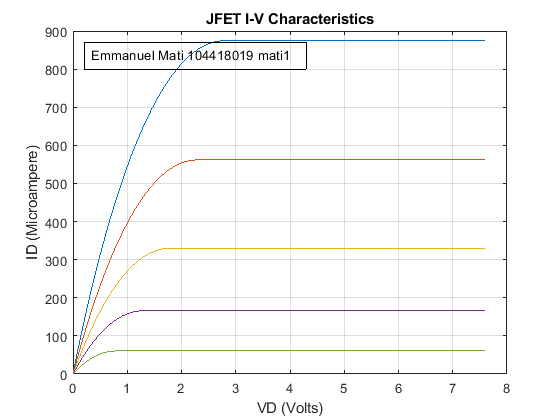 JFET I-V Characteristics
Emmanuel Mati 104418019 mati1
ID (Microampere)
900
800
700
600
500
400
300
200
100
0
0 1 2 3 4 5 6 7 8
VD (Volts)